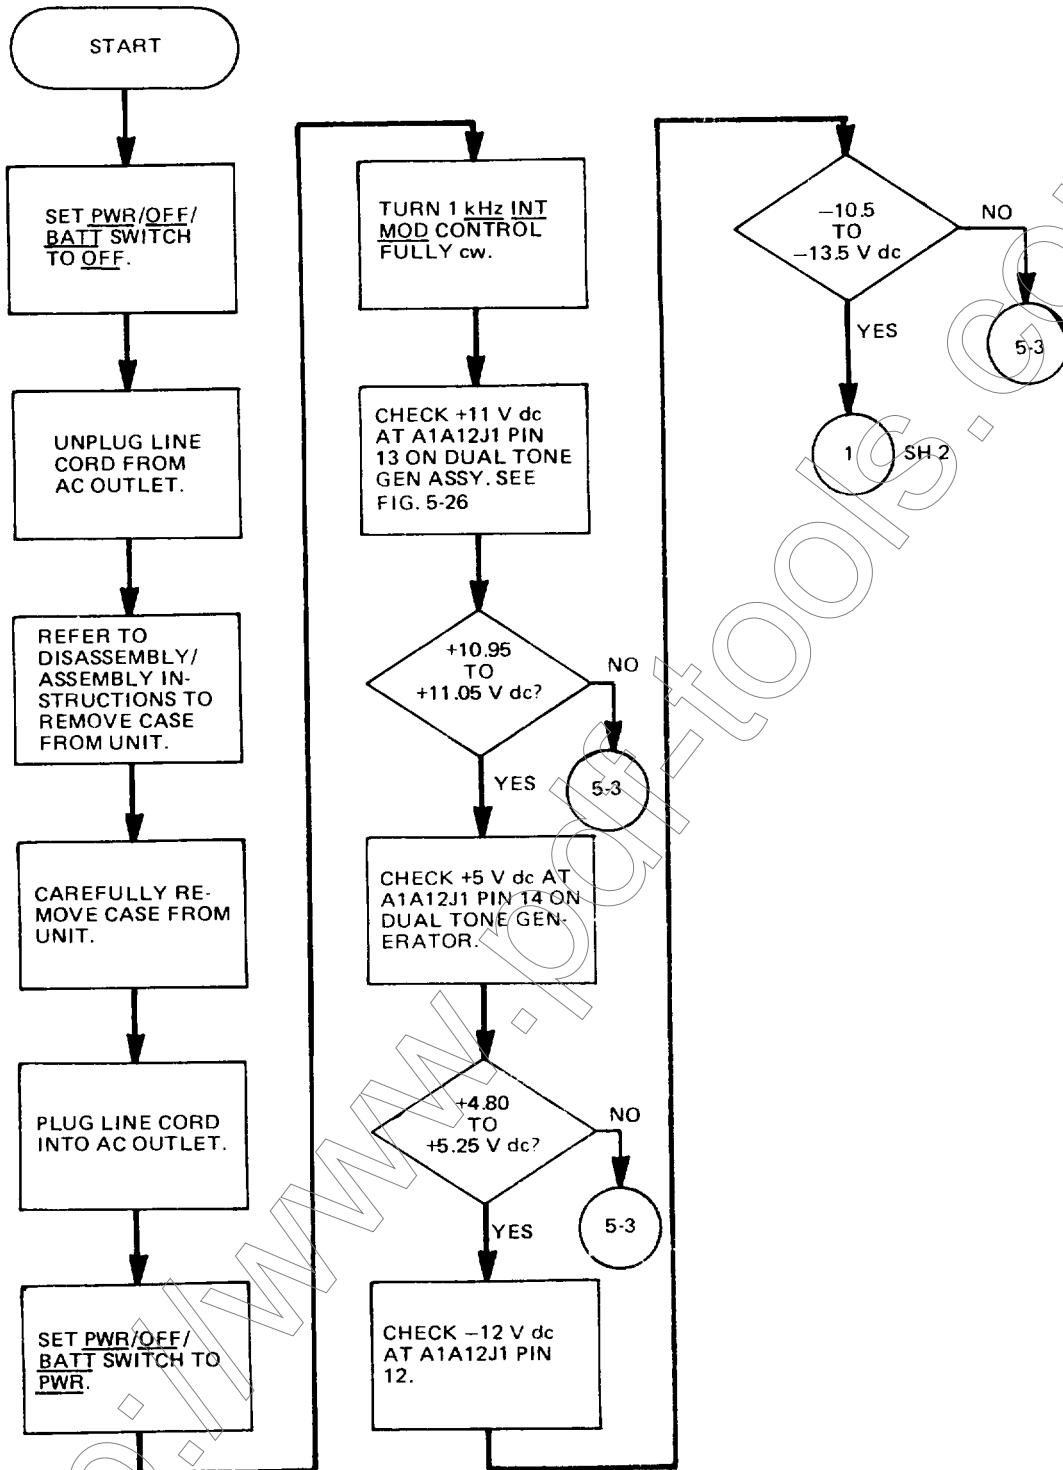 START
SET PWR/OFF/
BATT SWITCH
TO OFF.
UNPLUG LINE
CORD FROM
AC OUTLET.
REFER TO
DISASSEMBLY/
ASSEMBLY IN-
STRUCTIONS TO
REMOVE CASE
FROM UNIT.
CAREFULLY RE-
MOVE CASE FROM
UNIT.
PLUG LINE CORD
INTO AC OUTLET.
SET PWR/OFF/
BATT SWITCH TO
PWR.
TURN 1 kHz INT
MOD CONTROL
FULLY cw.
CHECK +11 V dc
AT A1A12J1 PIN
13 ON DUAL TONE
GEN ASSY. SEE
FIG. 5-26
+10.95
TO
+11.05 V dc?
NO
5-3
YES
CHECK +5 V dc AT
A1A12J1 PIN 14 ON
DUAL TONE GEN-
ERATOR.
+4.80
TO
+5.25 V dc?
NO
5-3
YES
CHECK —12 V dc
AT A1A12J1 PIN
12.
—10.5
TO
—13.5 V dc
NO
5-3
YES
1
SH 2
p://www.pdf-tools.co